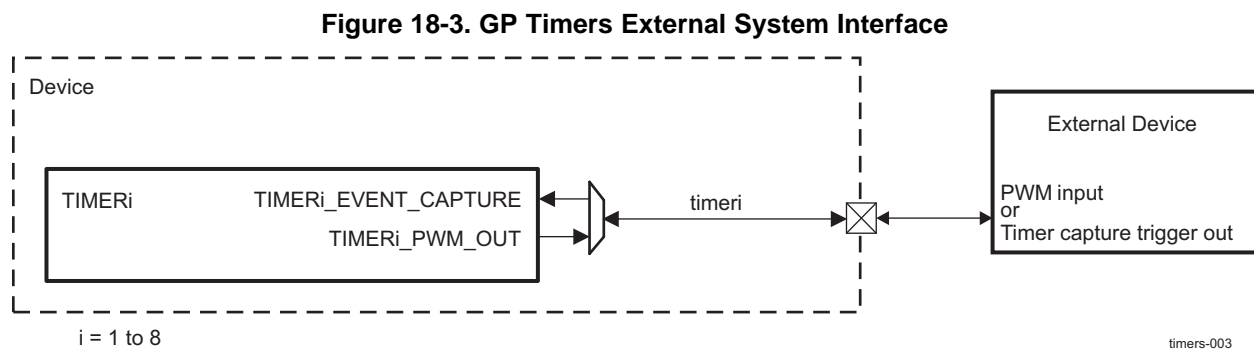 Figure 18-3. GP Timers External System Interface
Device
External Device
TIMERi
TIMERi_EVENT_CAPTURE
TIMERi_PWM_OUT
timeri
PWM input
or
Timer capture trigger out
i = 1 to 8
timers-003